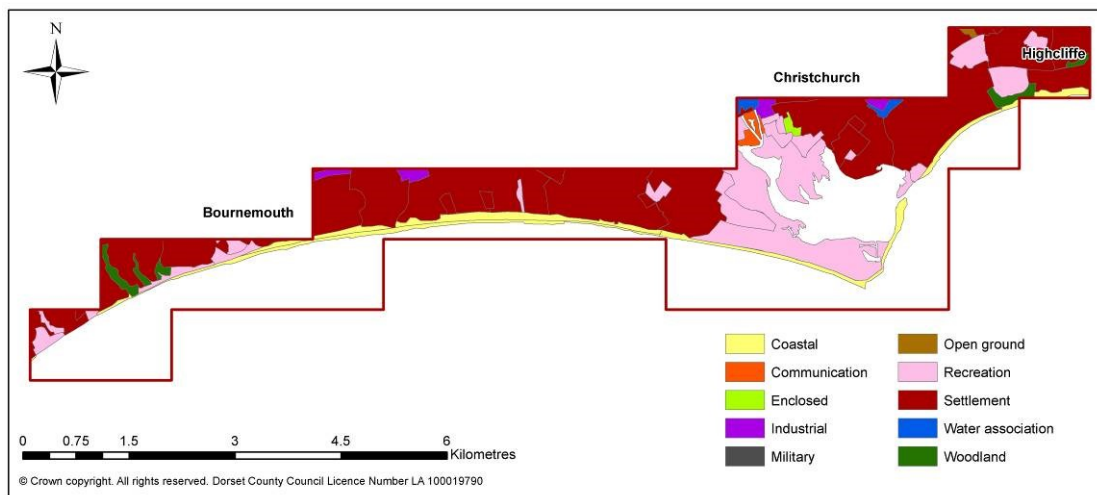 N
Highcliffe
Christchurch
Bournemouth
Coastal
Communication
Enclosed
Industrial
Military
Open ground
Recreation
Settlement
Water association
Woodland
0 0.75 1.5 3 4.5 6
Kilometres
© Crown copyright. All rights reserved. Dorset County Council Licence Number LA 100019790